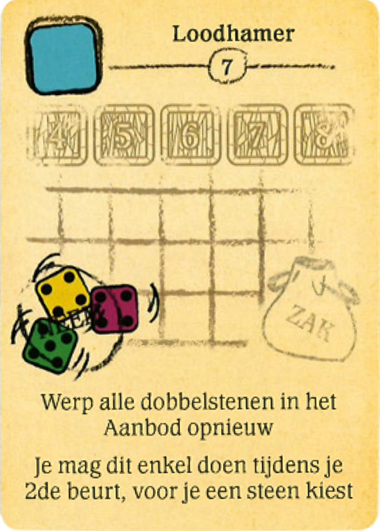 Loodhamer
7
4 5 6 7 8
ZAK
Werp alle dobbelstenen in het
Aanbod opnieuw
Je mag dit enkel doen tijdens je
2de beurt, voor je een steen kiest